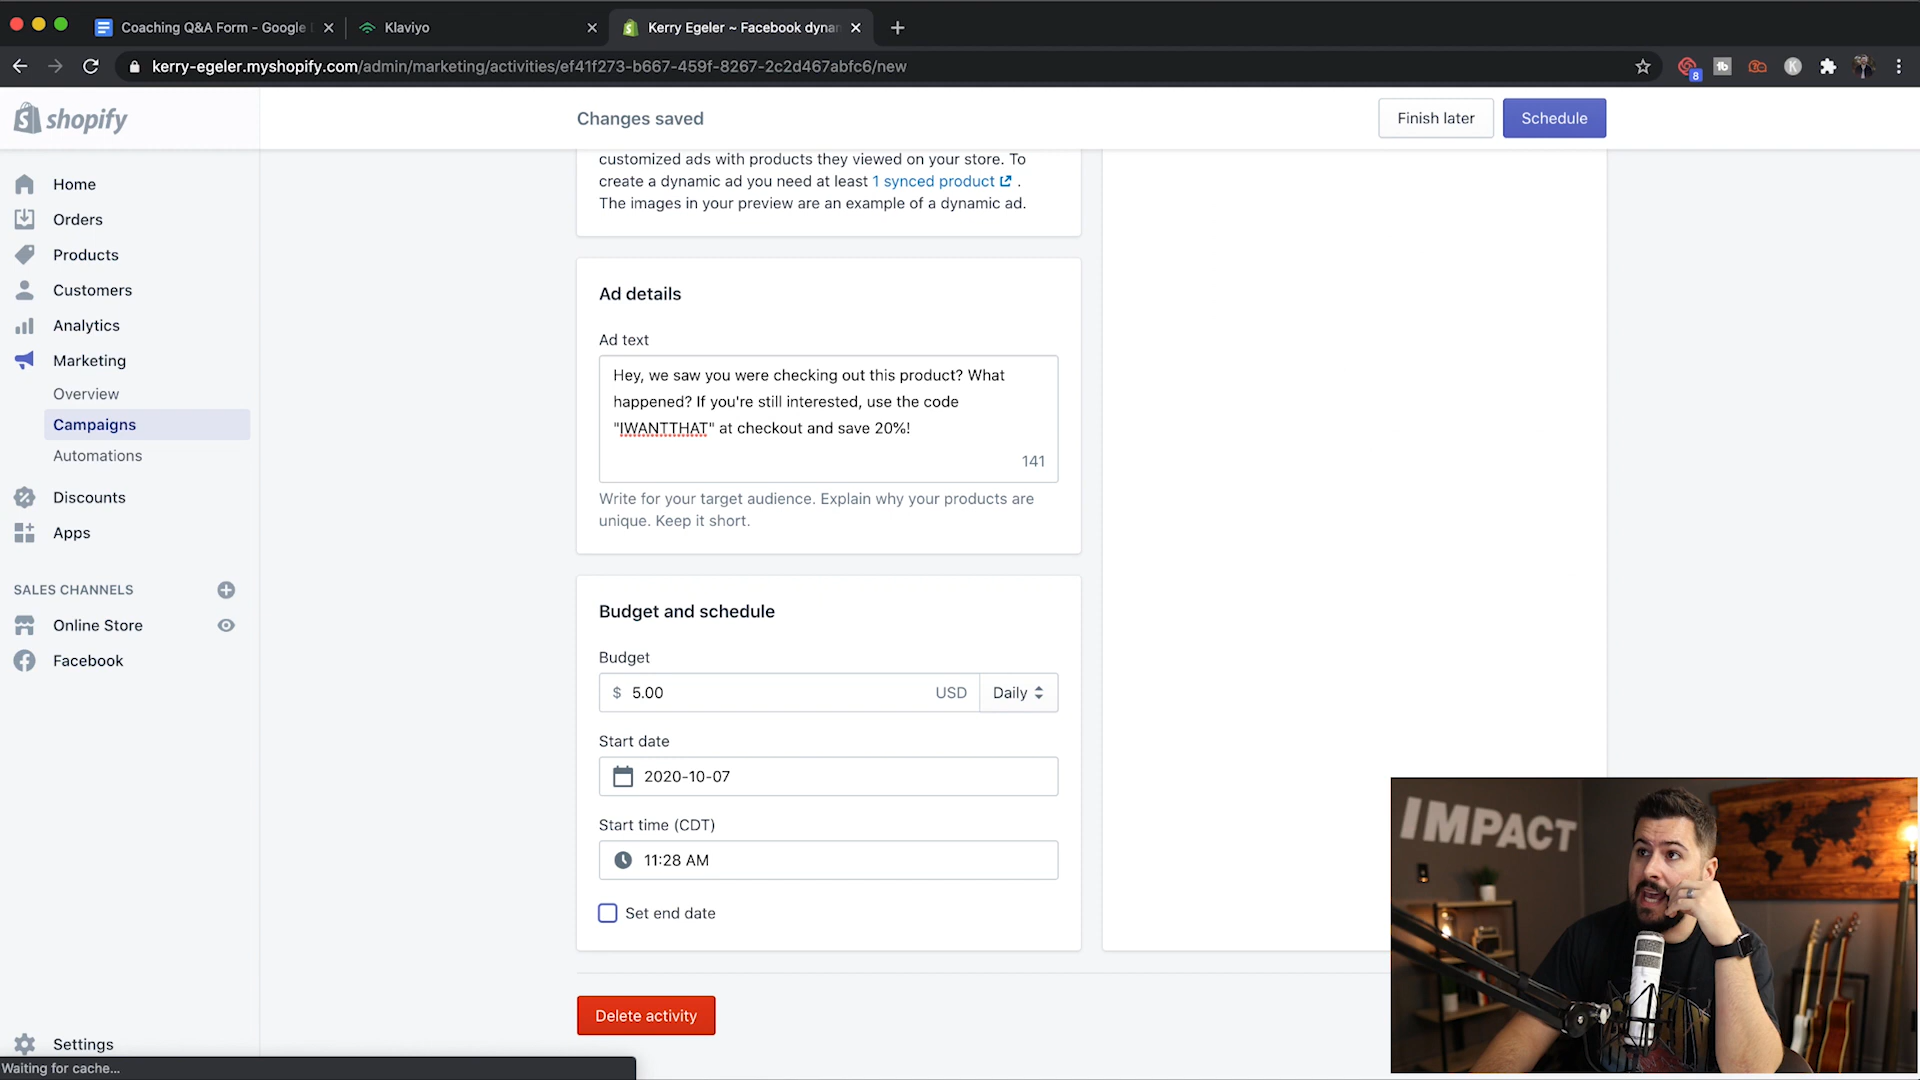 Coaching Q&A Form - Google
Klaviyo
Kerry Egeler ~ Facebook dynam
kerry-egeler.myshopify.com/admin/marketing/activities/ef41f273-b667-459f-8267-2c2d467abfc6/new
8
K
shopify
Changes saved
Finish later
Schedule
Home
Orders
Products
Customers
Analytics
Marketing
Overview
Campaigns
Automations
Discounts
Apps
SALES CHANNELS
Online Store
Facebook
Settings
customized ads with products they viewed on your store. To
create a dynamic ad you need at least 1 synced product .
The images in your preview are an example of a dynamic ad.
Ad details
Ad text
Hey, we saw you were checking out this product? What
happened? If you're still interested, use the code
"IWANTTHAT" at checkout and save 20%!
141
Write for your target audience. Explain why your products are
unique. Keep it short.
Budget and schedule
Budget
$ 5.00 USD Daily
Start date
2020-10-07
Start time (CDT)
11:28 AM
Set end date
Delete activity
IMPACT
Waiting for cache...